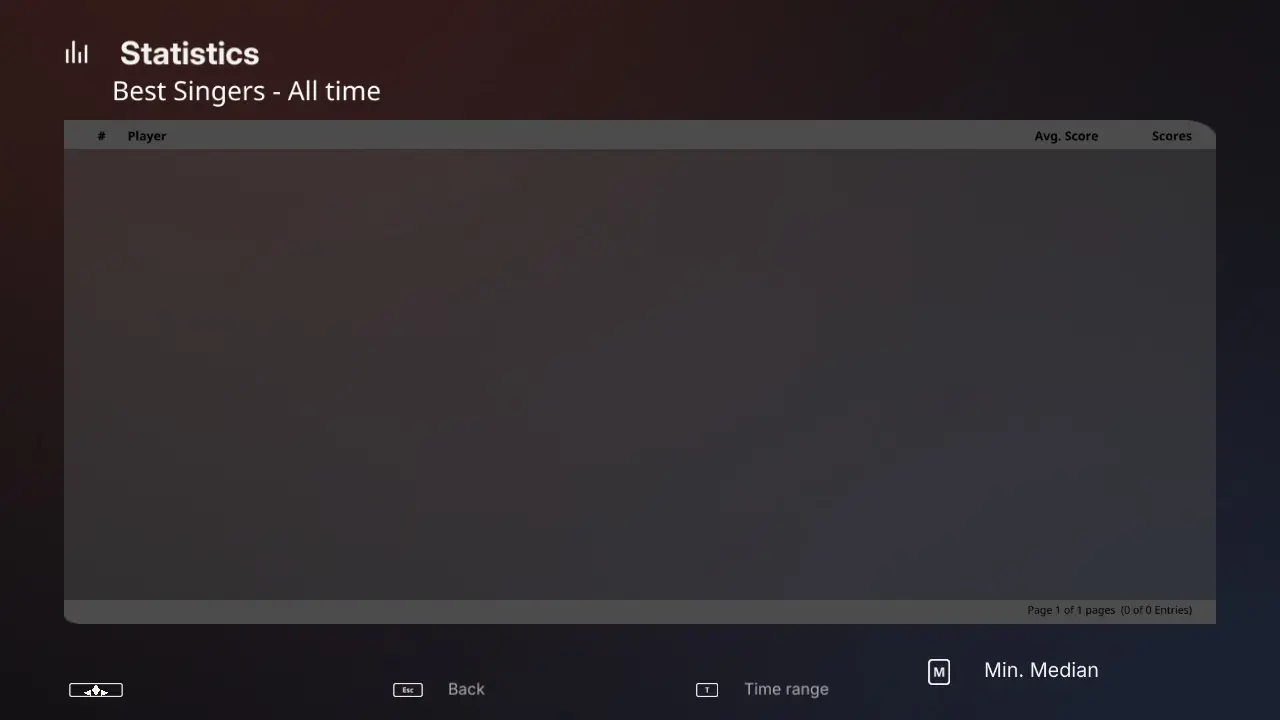 Statistics
Best Singers - All time
# Player Avg. Score Scores
Page 1 of 1 pages (0 of 0 Entries)
Esc Back T Time range M Min. Median